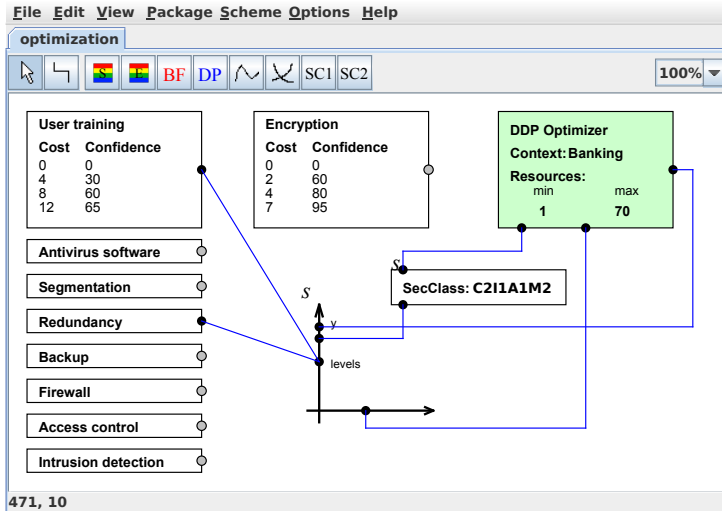 File Edit View Package Scheme Options Help
optimization
S E BF DP SC1 SC2 100%
User training
Cost Confidence
0 0
4 30
8 60
12 65
Encryption
Cost Confidence
0 0
2 60
4 80
7 95
DDP Optimizer
Context: Banking
Resources:
min max
1 70
Antivirus software
Segmentation
Redundancy
Backup
Firewall
Access control
Intrusion detection
S
SecClass: C2I1A1M2
S
y
levels
471, 10